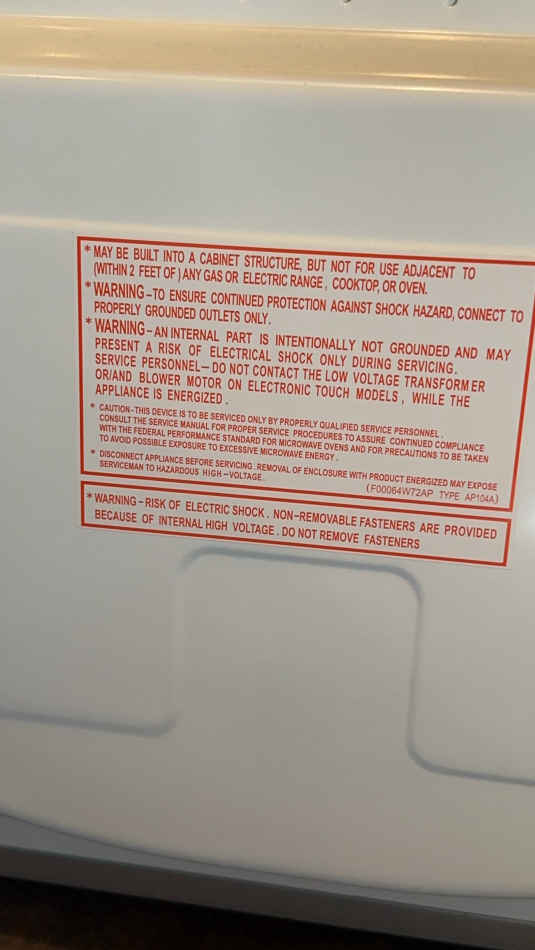 * MAY BE BUILT INTO A CABINET STRUCTURE, BUT NOT FOR USE ADJACENT TO
(WITHIN 2 FEET OF) ANY GAS OR ELECTRIC RANGE, COOKTOP, OR OVEN.
* WARNING–TO ENSURE CONTINUED PROTECTION AGAINST SHOCK HAZARD, CONNECT TO
PROPERLY GROUNDED OUTLETS ONLY.
* WARNING–AN INTERNAL PART IS INTENTIONALLY NOT GROUNDED AND MAY
PRESENT A RISK OF ELECTRICAL SHOCK ONLY DURING SERVICING.
SERVICE PERSONNEL–DO NOT CONTACT THE LOW VOLTAGE TRANSFORMER
OR/AND BLOWER MOTOR ON ELECTRONIC TOUCH MODELS, WHILE THE
APPLIANCE IS ENERGIZED.
* CAUTION–THIS DEVICE IS TO BE SERVICED ONLY BY PROPERLY QUALIFIED SERVICE PERSONNEL.
CONSULT THE SERVICE MANUAL FOR PROPER SERVICE PROCEDURES TO ASSURE CONTINUED COMPLIANCE
WITH THE FEDERAL PERFORMANCE STANDARD FOR MICROWAVE OVENS AND FOR PRECAUTIONS TO BE TAKEN
TO AVOID POSSIBLE EXPOSURE TO EXCESSIVE MICROWAVE ENERGY.
* DISCONNECT APPLIANCE BEFORE SERVICING. REMOVAL OF ENCLOSURE WITH PRODUCT ENERGIZED MAY EXPOSE
SERVICEMAN TO HAZARDOUS HIGH–VOLTAGE.
(F00064W72AP TYPE AP104A)
* WARNING–RISK OF ELECTRIC SHOCK. NON–REMOVABLE FASTENERS ARE PROVIDED
BECAUSE OF INTERNAL HIGH VOLTAGE. DO NOT REMOVE FASTENERS